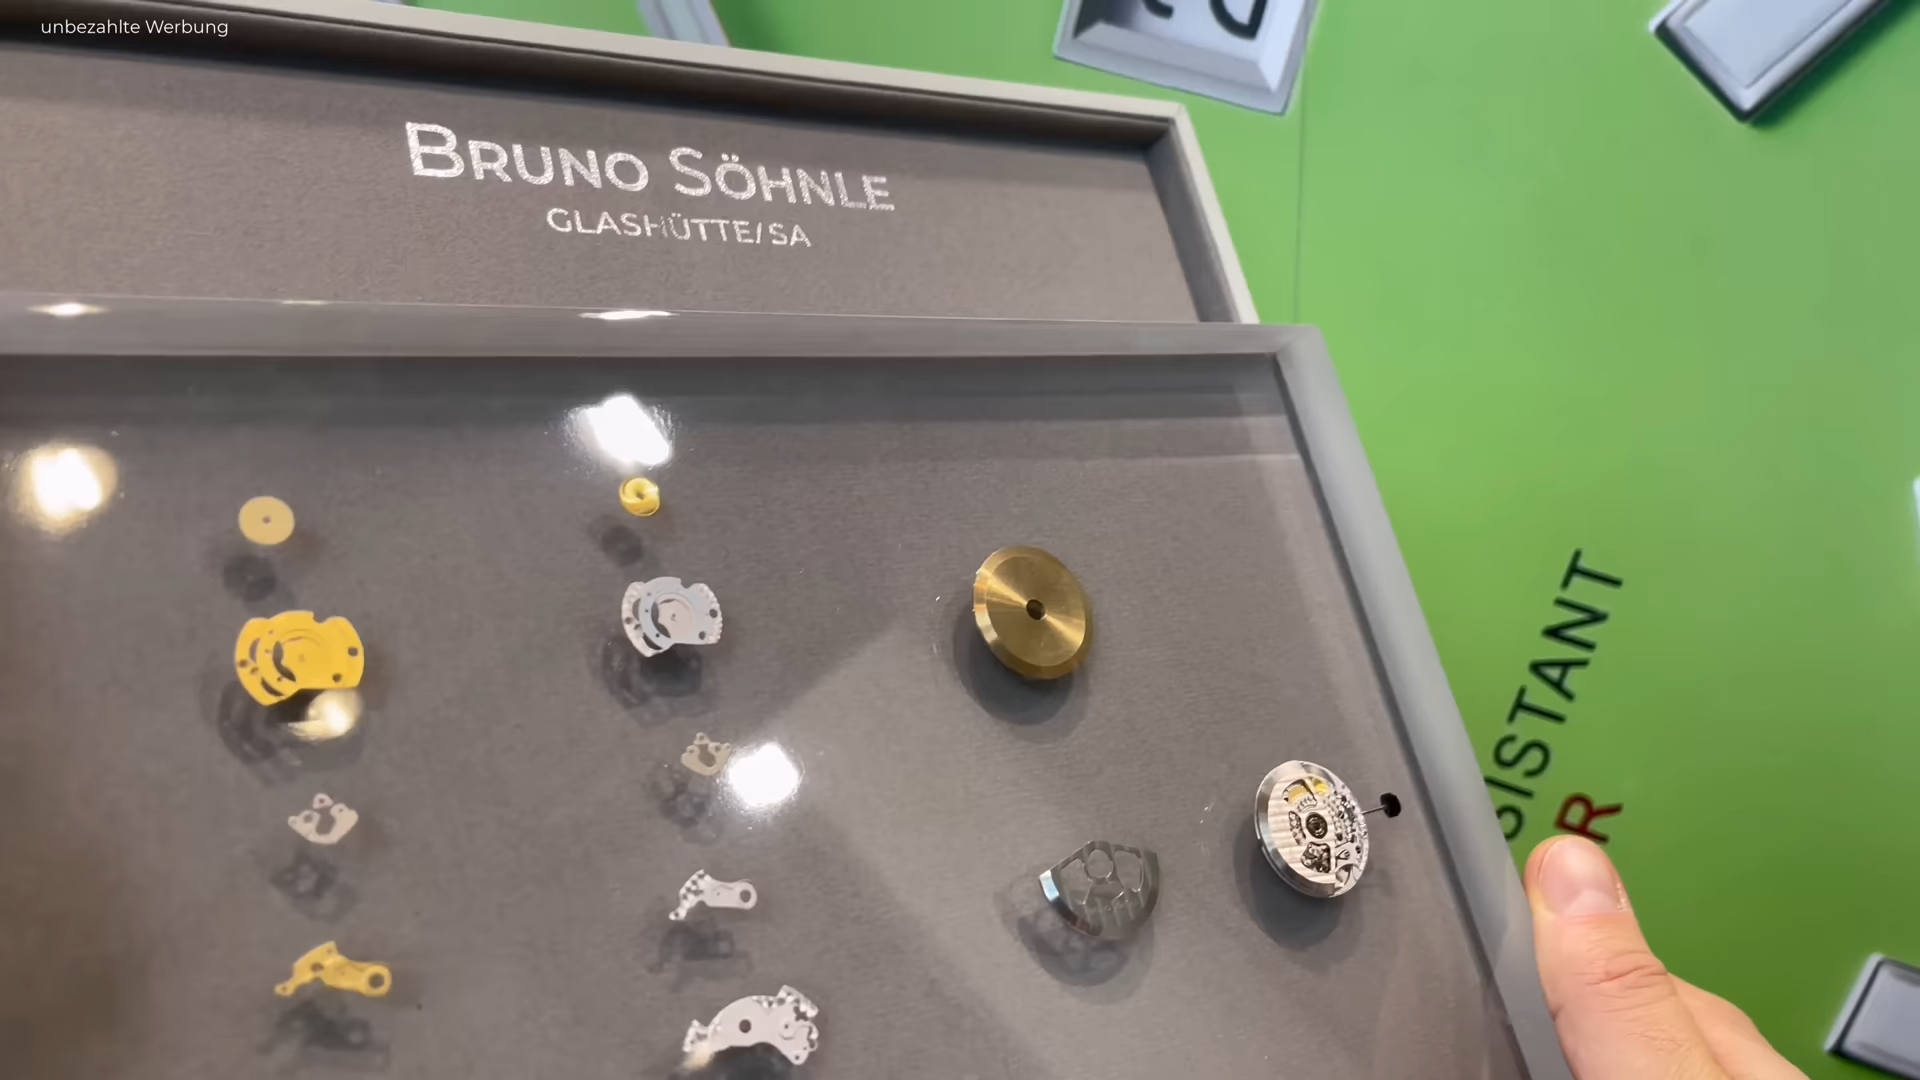 unbezahlte Werbung
BRUNO SÖHNLE
GLASHÜTTE/SA
SISTANT
R